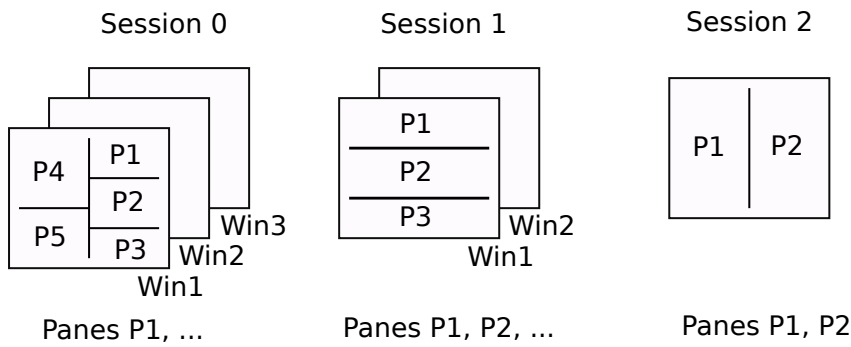 Session 0
Session 1
Session 2
P4
P1
P2
P5
P3
Win1
Win2
Win3
P1
P2
P3
Win1
Win2
P1 P2
Panes P1, ...
Panes P1, P2, ...
Panes P1, P2